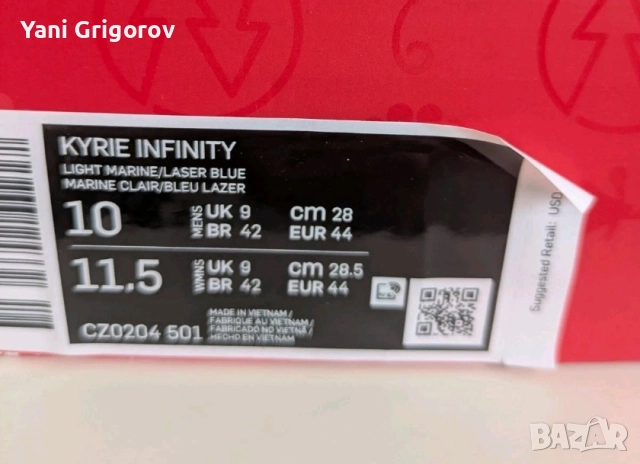 Yani Grigorov
KYRIE INFINITY
LIGHT MARINE/LASER BLUE
MARINE CLAIR/BLEU LAZER
10 MENS UK 9 cm 28
BR 42 EUR 44
11.5 WMNS UK 9 cm 28.5
BR 42 EUR 44
CZ0204 501
MADE IN VIETNAM/
FABRIQUE AU VIETNAM/
FABRICADO NO VIETNÃ/
HECHO EN VIETNAM
Suggested Retail: USD
BAZAR